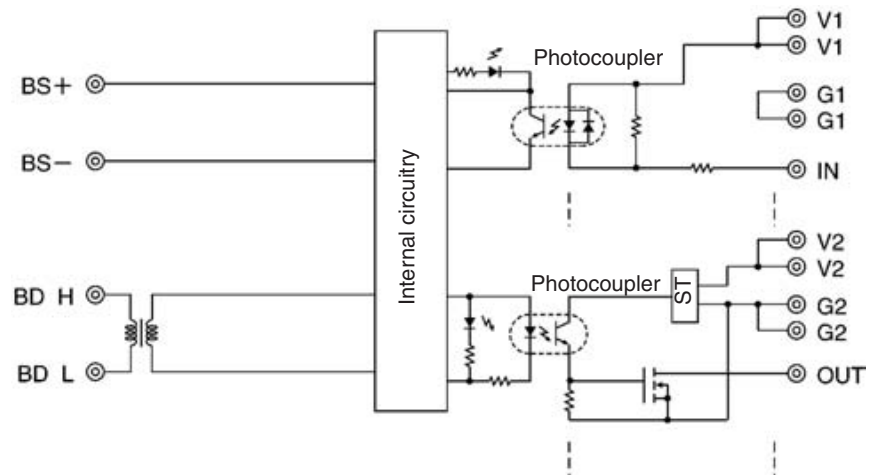 BS+
BS−
BD H
BD L
Internal circuitry
Photocoupler
V1
V1
G1
G1
IN
Photocoupler
ST
V2
V2
G2
G2
OUT